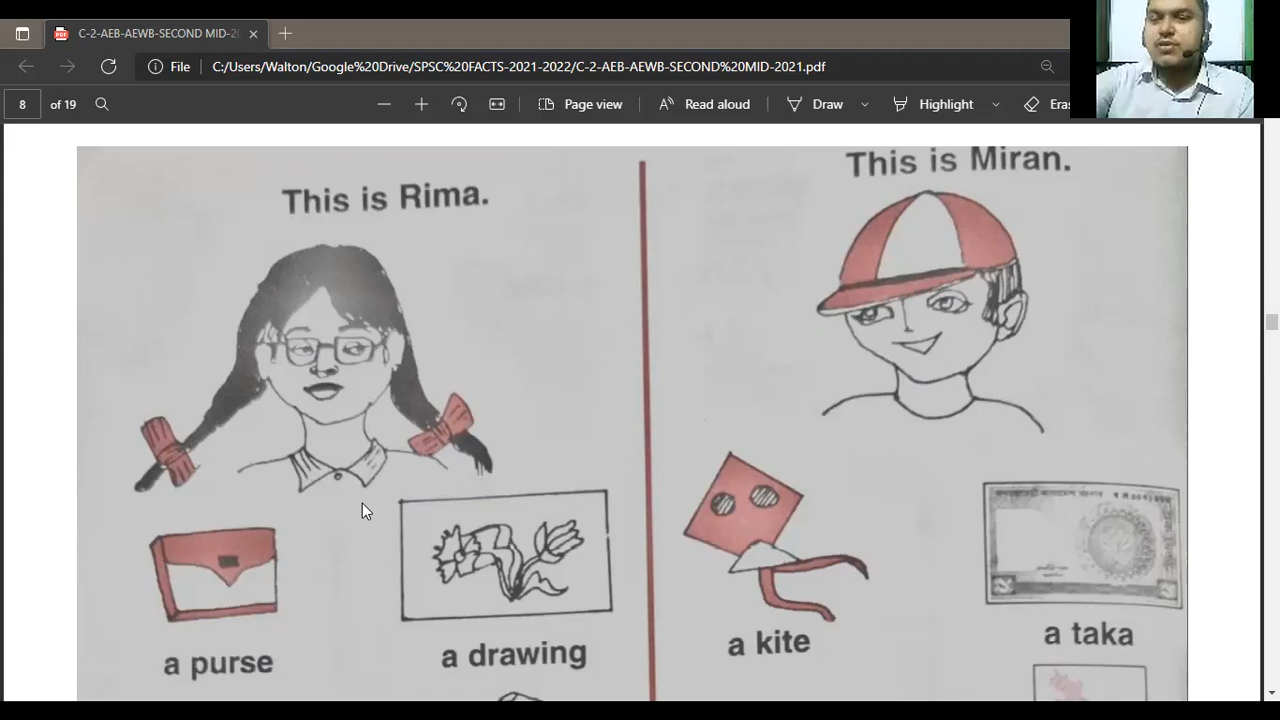 C-2-AEB-AEWB-SECOND MID-20
File
C:/Users/Walton/Google%20Drive/SPSC%20FACTS-2021-2022/C-2-AEB-AEWB-SECOND%20MID-2021.pdf
8 of 19
Page view
Read aloud
Draw
Highlight
Eras
This is Rima.
This is Miran.
a purse
a drawing
a kite
a taka